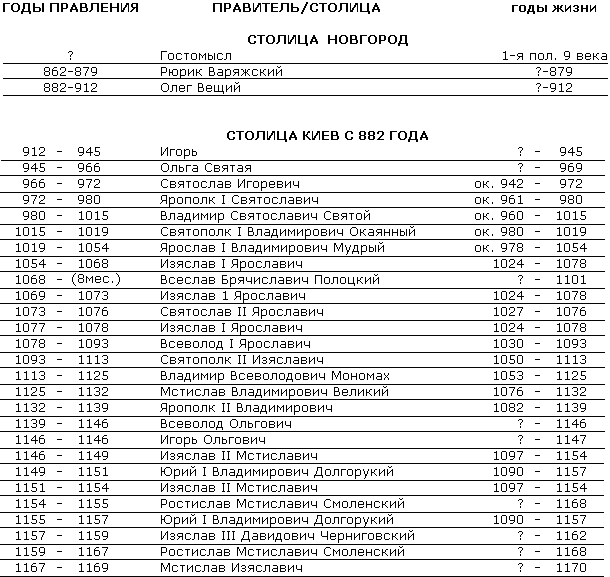 ГОДЫ ПРАВЛЕНИЯ ПРАВИТЕЛЬ/СТОЛИЦА годы жизни
СТОЛИЦА НОВГОРОД
? Гостомысл 1-я пол. 9 века
862-879 Рюрик Варяжский ?-879
882-912 Олег Вещий ?-912
СТОЛИЦА КИЕВ С 882 ГОДА
912 - 945 Игорь ? - 945
945 - 966 Ольга Святая ? - 969
966 - 972 Святослав Игоревич ок. 942 - 972
972 - 980 Ярополк I Святославич ок. 961 - 980
980 - 1015 Владимир Святославич Святой ок. 960 - 1015
1015 - 1019 Святополк I Владимирович Окаянный ок. 980 - 1019
1019 - 1054 Ярослав I Владимирович Мудрый ок. 978 - 1054
1054 - 1068 Изяслав I Ярославич 1024 - 1078
1068 - (8мес.) Всеслав Брячиславич Полоцкий ? - 1101
1069 - 1073 Изяслав 1 Ярославич 1024 - 1078
1073 - 1076 Святослав II Ярославич 1027 - 1076
1077 - 1078 Изяслав I Ярославич 1024 - 1078
1078 - 1093 Всеволод I Ярославич 1030 - 1093
1093 - 1113 Святополк II Изяславич 1050 - 1113
1113 - 1125 Владимир Всеволодович Мономах 1053 - 1125
1125 - 1132 Мстислав Владимирович Великий 1076 - 1132
1132 - 1139 Ярополк II Владимирович 1082 - 1139
1139 - 1146 Всеволод Ольгович ? - 1146
1146 - 1146 Игорь Ольгович ? - 1147
1146 - 1149 Изяслав II Мстиславич 1097 - 1154
1149 - 1151 Юрий I Владимирович Долгорукий 1090 - 1157
1151 - 1154 Изяслав II Мстиславич 1097 - 1154
1154 - 1155 Ростислав Мстиславич Смоленский ? - 1168
1155 - 1157 Юрий I Владимирович Долгорукий 1090 - 1157
1157 - 1159 Изяслав III Давидович Черниговский ? - 1162
1159 - 1167 Ростислав Мстиславич Смоленский ? - 1168
1167 - 1169 Мстислав Изяславич ? - 1170